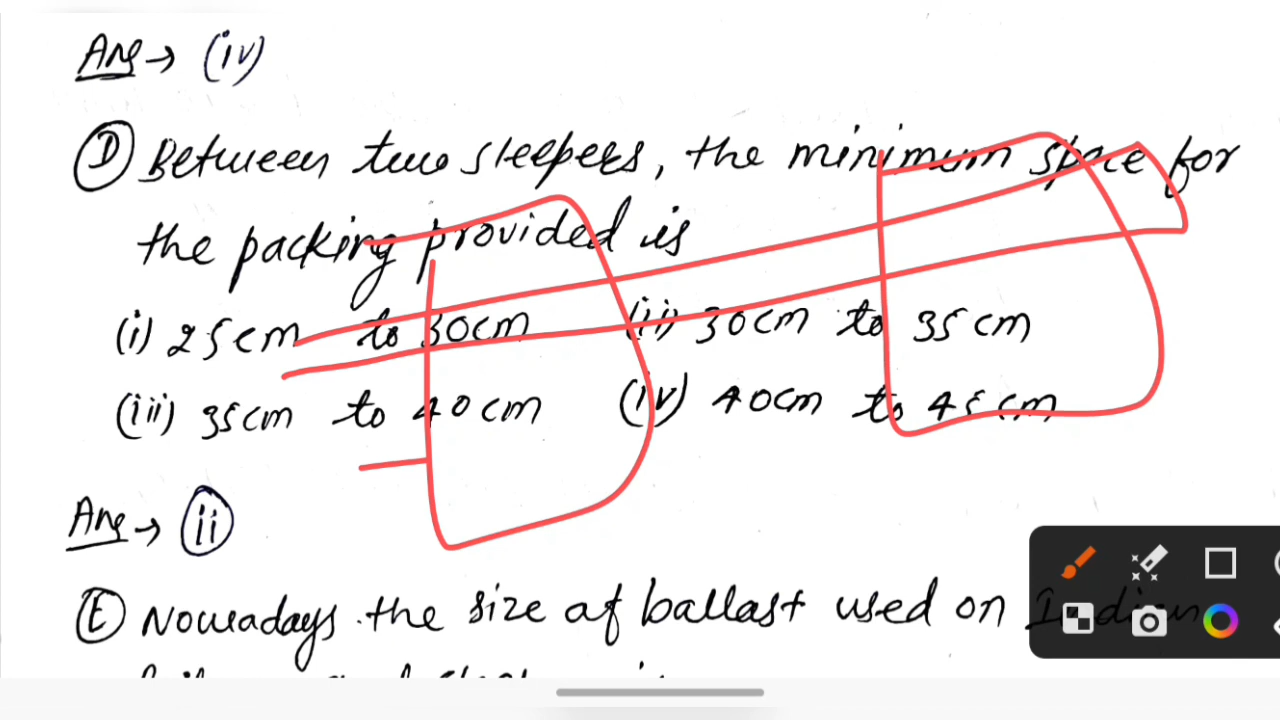 Ans → (iv)
(D) Between two sleepers, the minimum space for
the packing provided is
(i) 25cm to 30cm (ii) 30cm to 35cm
(iii) 35cm to 40cm (iv) 40cm to 45cm
Ans → (ii)
(E) Nowadays the size of ballast used on Indian